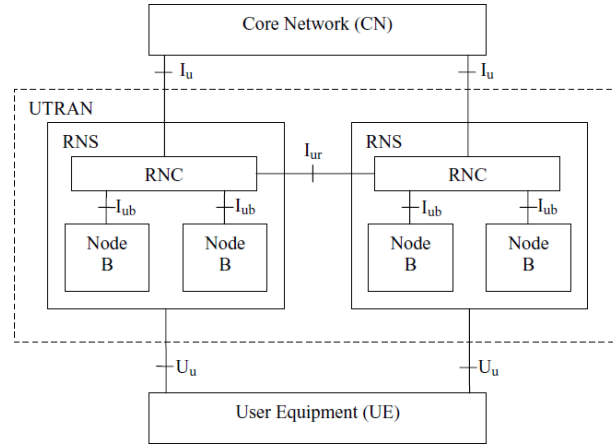 Core Network (CN)
Iu
Iu
UTRAN
RNS
Iur
RNS
RNC
RNC
Iub
Iub
Iub
Iub
Node
B
Node
B
Node
B
Node
B
Uu
Uu
User Equipment (UE)